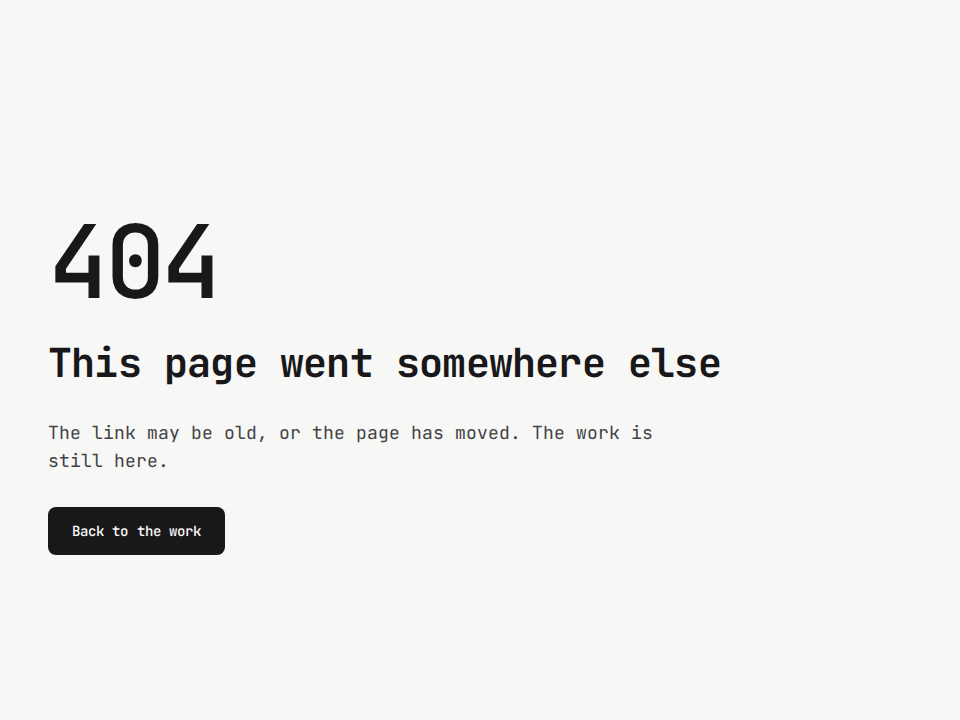 404
This page went somewhere else
The link may be old, or the page has moved. The work is
still here.
Back to the work